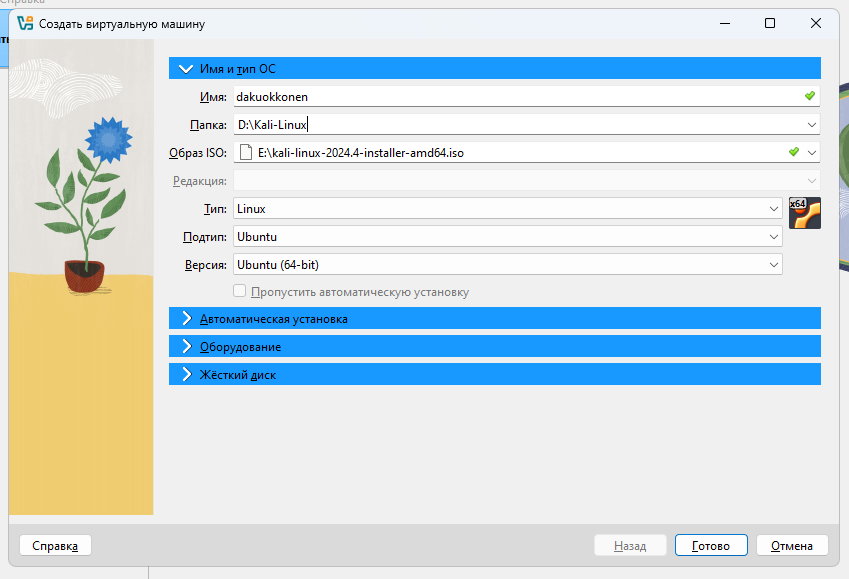 Справка
Создать виртуальную машину
Имя и тип ОС
Имя: dakuokkonen
Папка: D:\Kali-Linux
Образ ISO: E:\kali-linux-2024.4-installer-amd64.iso
Редакция:
Тип: Linux
x64
Подтип: Ubuntu
Версия: Ubuntu (64-bit)
Пропустить автоматическую установку
Автоматическая установка
Оборудование
Жёсткий диск
Справка Назад Готово Отмена